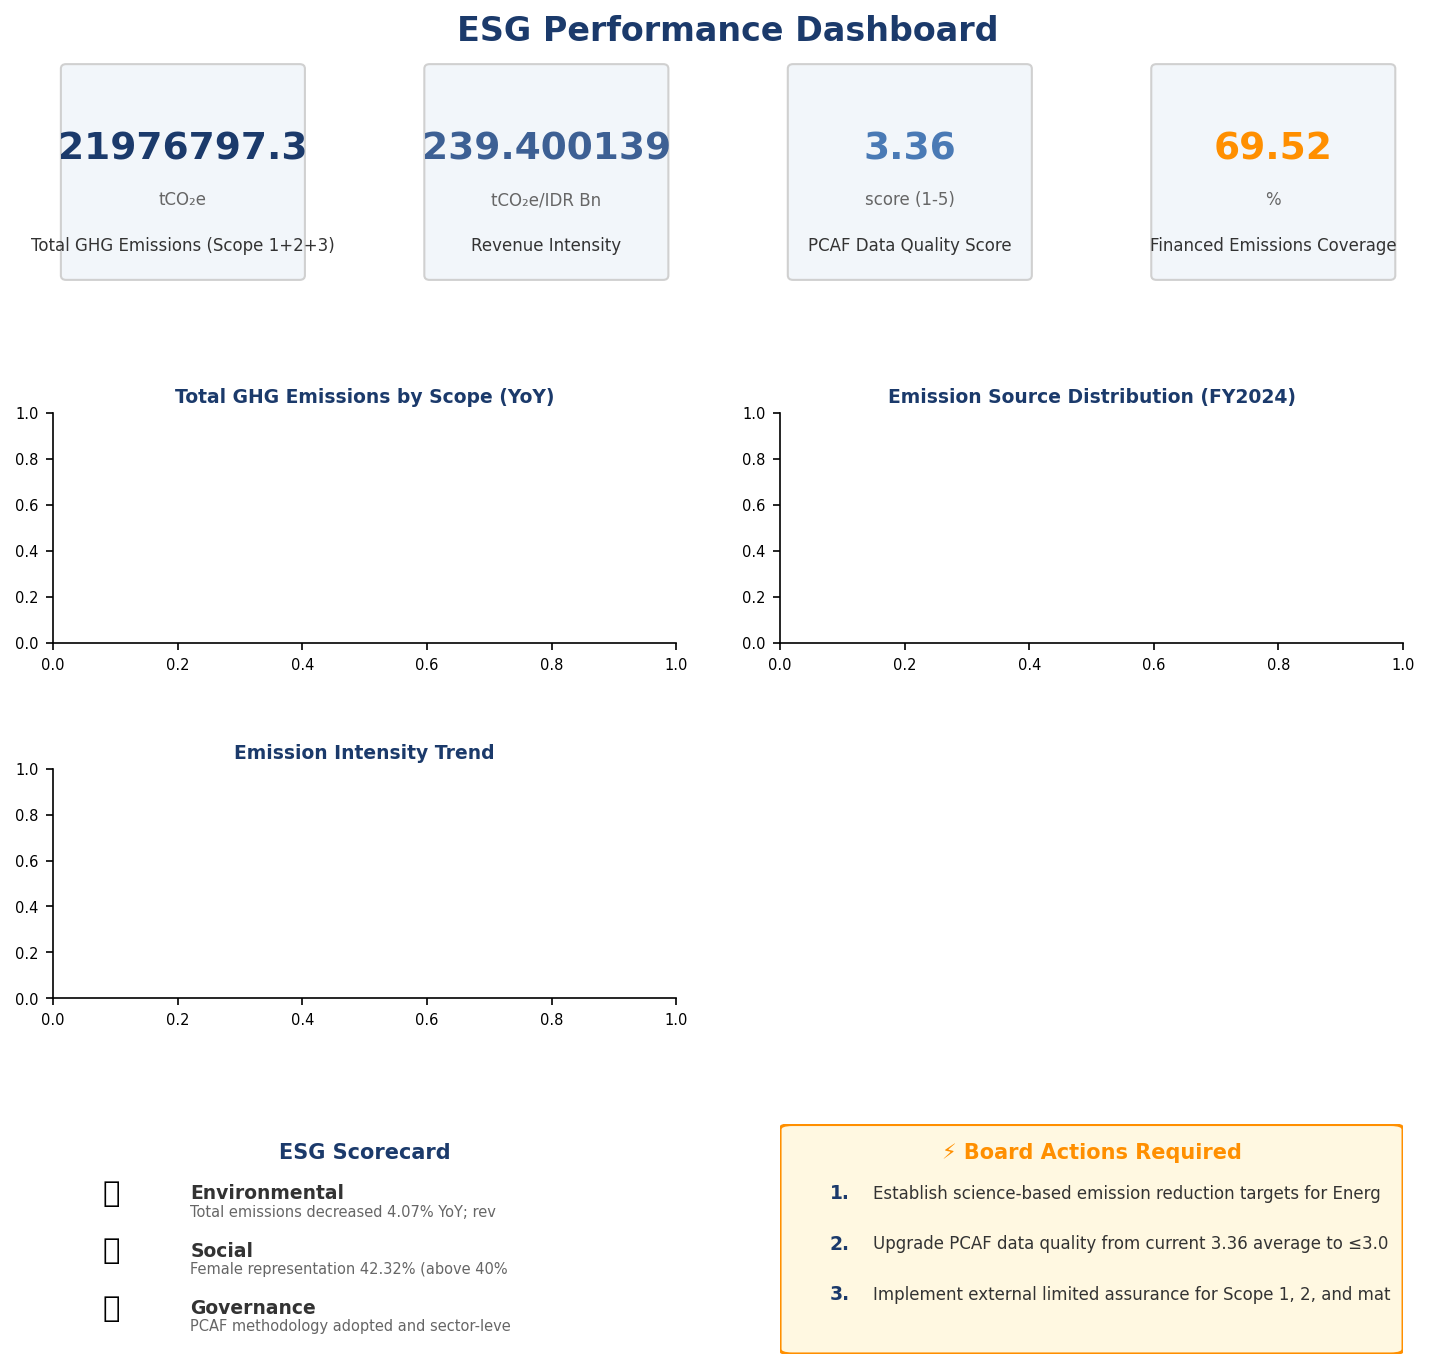 ESG Performance Dashboard
21976797.3
tCO₂e
Total GHG Emissions (Scope 1+2+3)
239.400139
tCO₂e/IDR Bn
Revenue Intensity
3.36
score (1-5)
PCAF Data Quality Score
69.52
%
Financed Emissions Coverage
Total GHG Emissions by Scope (YoY)
1.0
0.8
0.6
0.4
0.2
0.0
0.0 0.2 0.4 0.6 0.8 1.0
Emission Source Distribution (FY2024)
1.0
0.8
0.6
0.4
0.2
0.0
0.0 0.2 0.4 0.6 0.8 1.0
Emission Intensity Trend
1.0
0.8
0.6
0.4
0.2
0.0
0.0 0.2 0.4 0.6 0.8 1.0
ESG Scorecard
Environmental
Total emissions decreased 4.07% YoY; rev
Social
Female representation 42.32% (above 40%
Governance
PCAF methodology adopted and sector-leve
⚡ Board Actions Required
1. Establish science-based emission reduction targets for Energ
2. Upgrade PCAF data quality from current 3.36 average to ≤3.0
3. Implement external limited assurance for Scope 1, 2, and mat